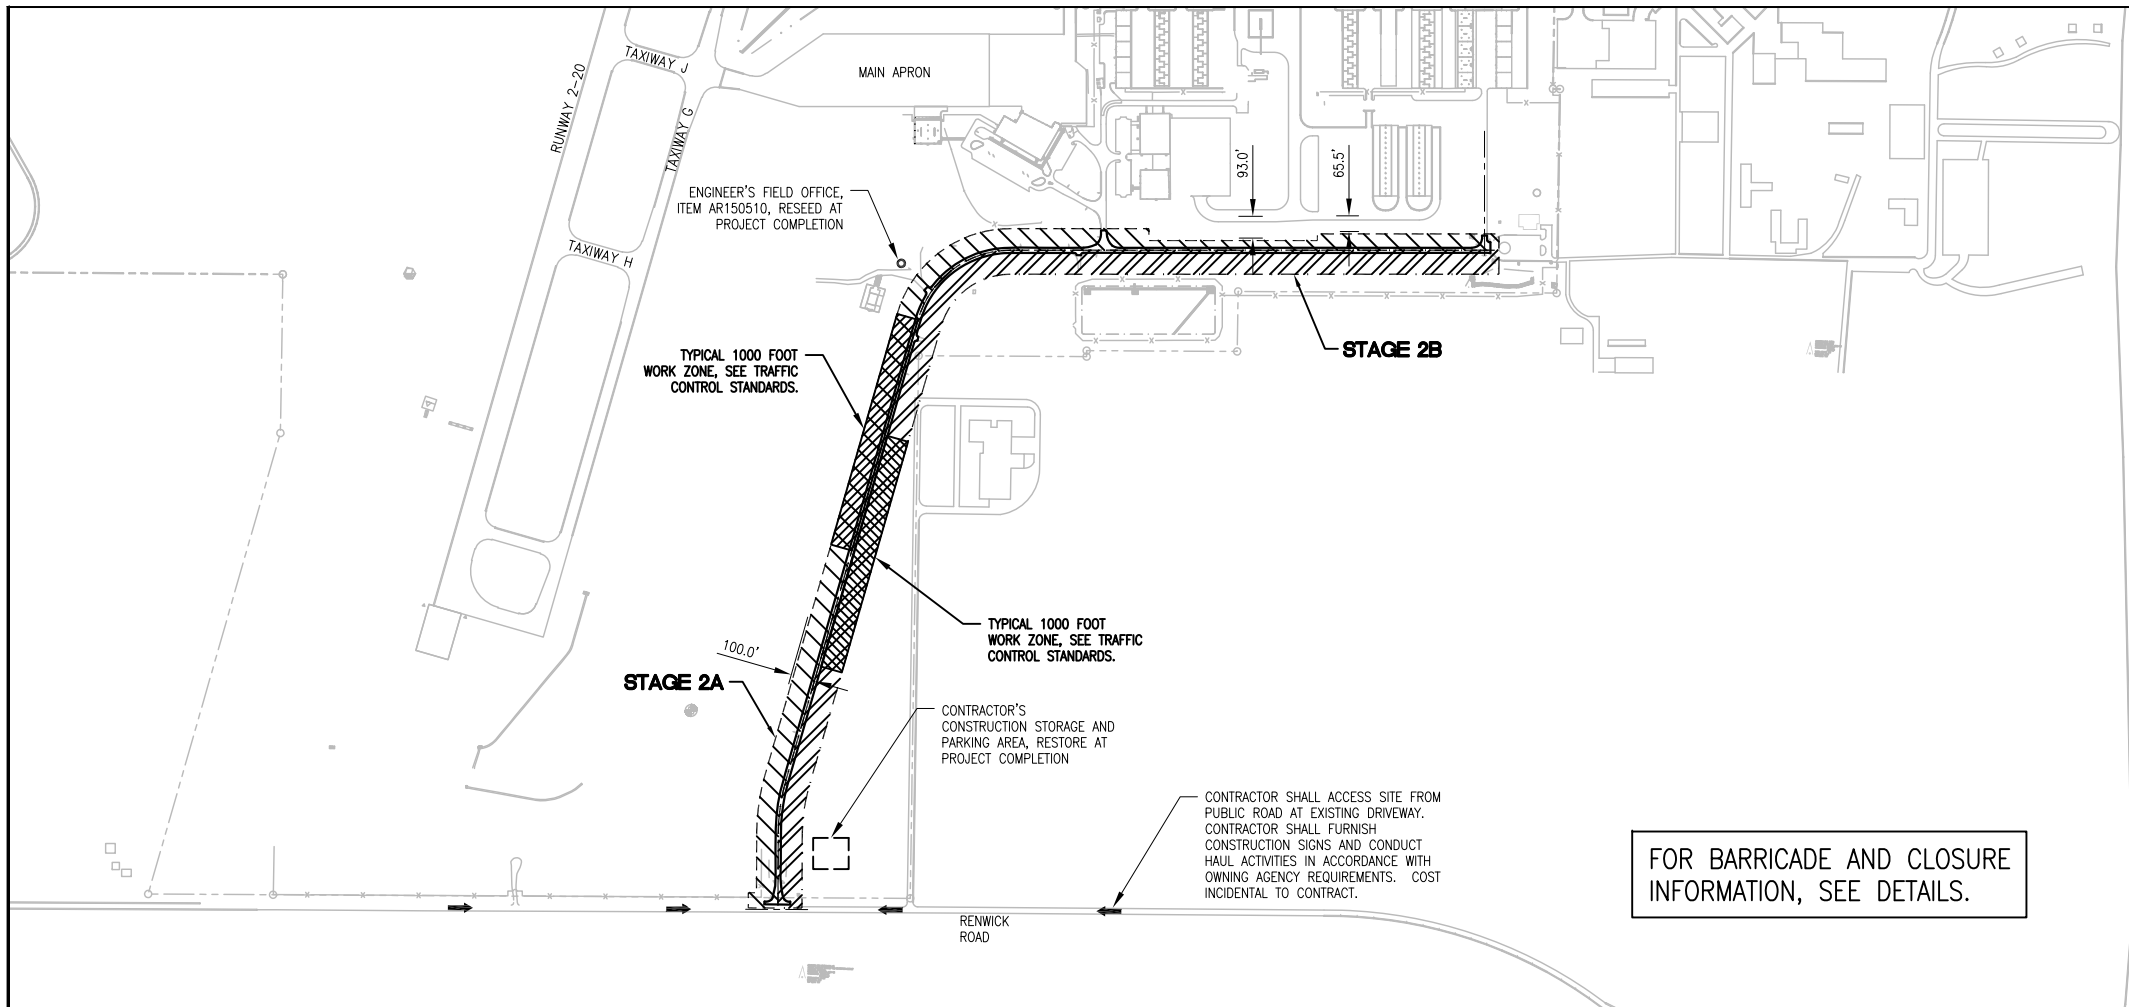 TAXIWAY J
MAIN APRON
RUNWAY 2-20
TAXIWAY G
93.0'
65.5'
ENGINEER'S FIELD OFFICE,
ITEM AR150510, RESEED AT
PROJECT COMPLETION
TAXIWAY H
TYPICAL 1000 FOOT
WORK ZONE, SEE TRAFFIC
CONTROL STANDARDS.
STAGE 2B
TYPICAL 1000 FOOT
WORK ZONE, SEE TRAFFIC
CONTROL STANDARDS.
100.0'
STAGE 2A
CONTRACTOR'S
CONSTRUCTION STORAGE AND
PARKING AREA, RESTORE AT
PROJECT COMPLETION
CONTRACTOR SHALL ACCESS SITE FROM
PUBLIC ROAD AT EXISTING DRIVEWAY.
CONTRACTOR SHALL FURNISH
CONSTRUCTION SIGNS AND CONDUCT
HAUL ACTIVITIES IN ACCORDANCE WITH
OWNING AGENCY REQUIREMENTS.  COST
INCIDENTAL TO CONTRACT.
FOR BARRICADE AND CLOSURE
INFORMATION, SEE DETAILS.
RENWICK
ROAD